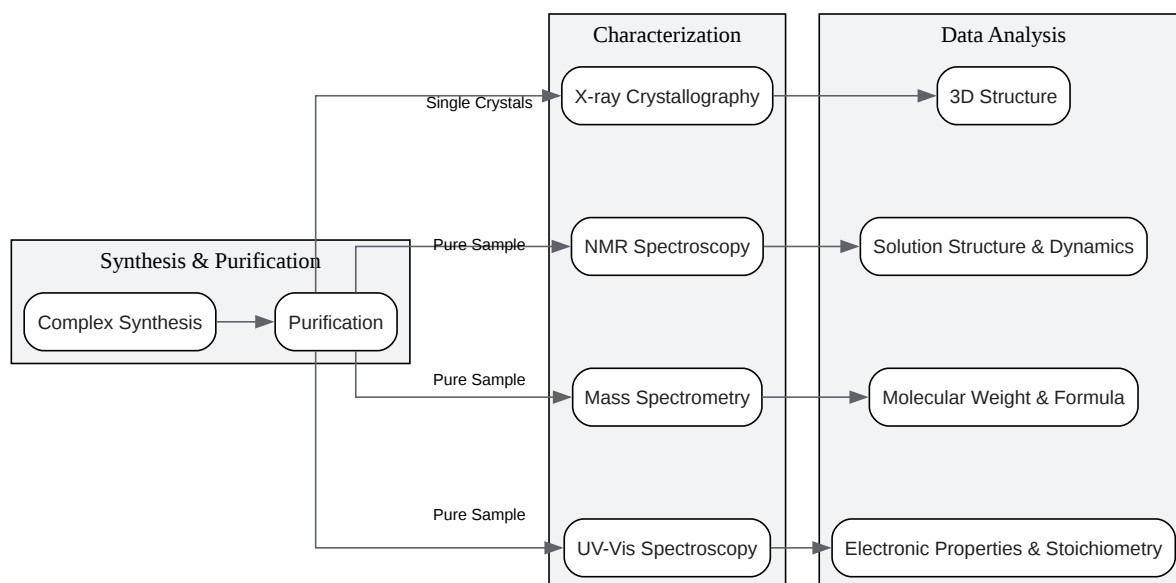 Characterization
Data Analysis
Single Crystals
X-ray Crystallography
3D Structure
Pure Sample
NMR Spectroscopy
Solution Structure & Dynamics
Synthesis & Purification
Complex Synthesis
Purification
Pure Sample
Mass Spectrometry
Molecular Weight & Formula
Pure Sample
UV-Vis Spectroscopy
Electronic Properties & Stoichiometry